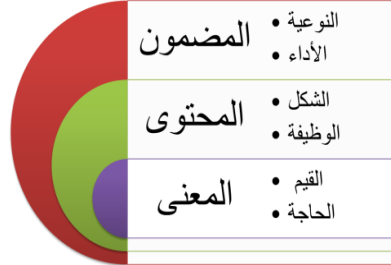 المضمون
• النوعية
• الأداء
المحتوى
• الشكل
• الوظيفة
المعنى
• القيم
• الحاجة